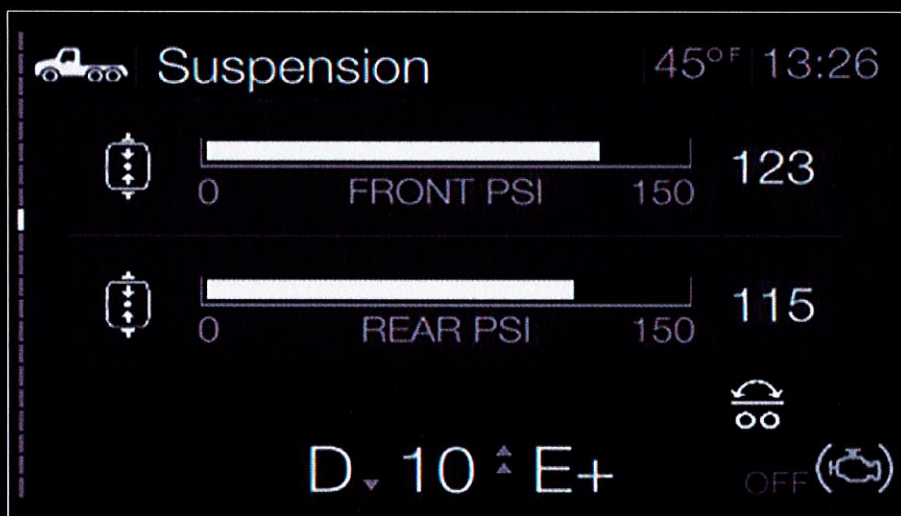 Suspension 45°F 13:26
123
0 FRONT PSI 150
115
0 REAR PSI 150
D 10 E+
OFF